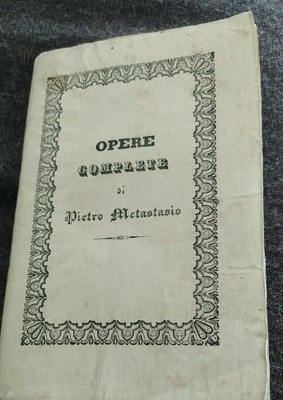 OPERE
COMPLETE
di
Pietro Metastasio